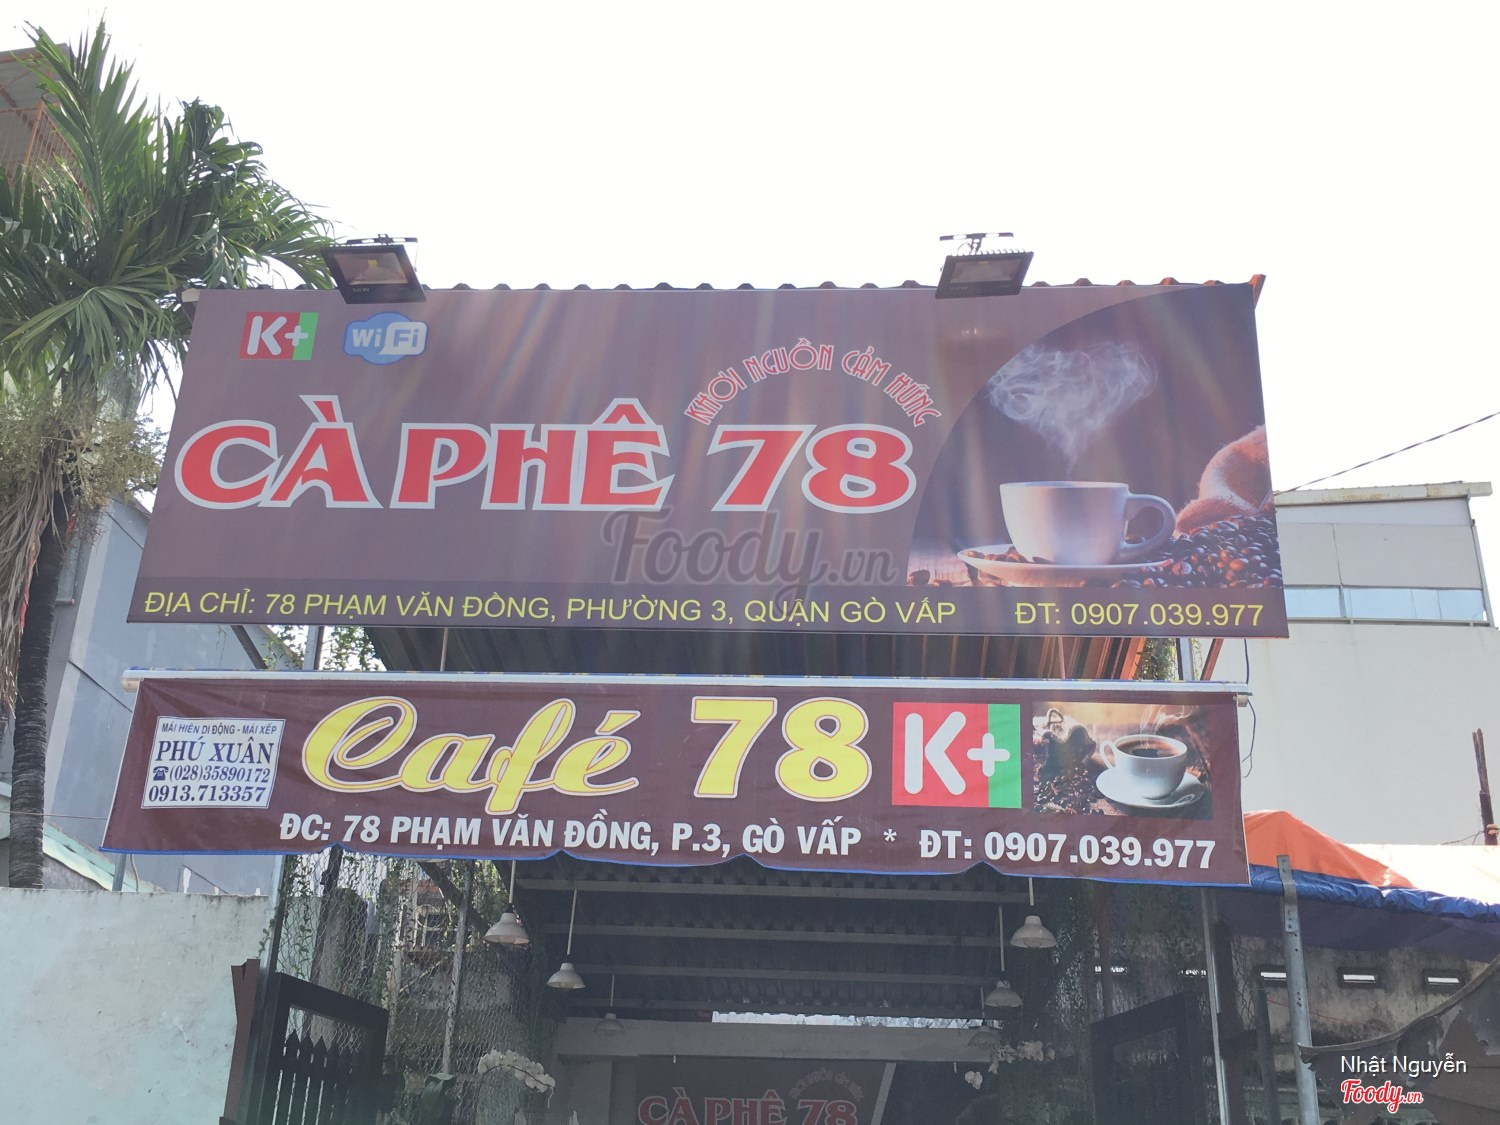 K+ WiFi
KHƠI NGUỒN CẢM HỨNG
CÀ PHÊ 78
Foody.vn
ĐỊA CHỈ: 78 PHẠM VĂN ĐỒNG, PHƯỜNG 3, QUẬN GÒ VẤP ĐT: 0907.039.977
MÁI HIÊN DI ĐỘNG - MÁI XẾP
PHÚ XUÂN
☎(028)35890172
0913.713357
Café 78 K+
ĐC: 78 PHẠM VĂN ĐỒNG, P.3, GÒ VẤP * ĐT: 0907.039.977
CÀ PHÊ 78
Nhật Nguyễn
Foody.vn